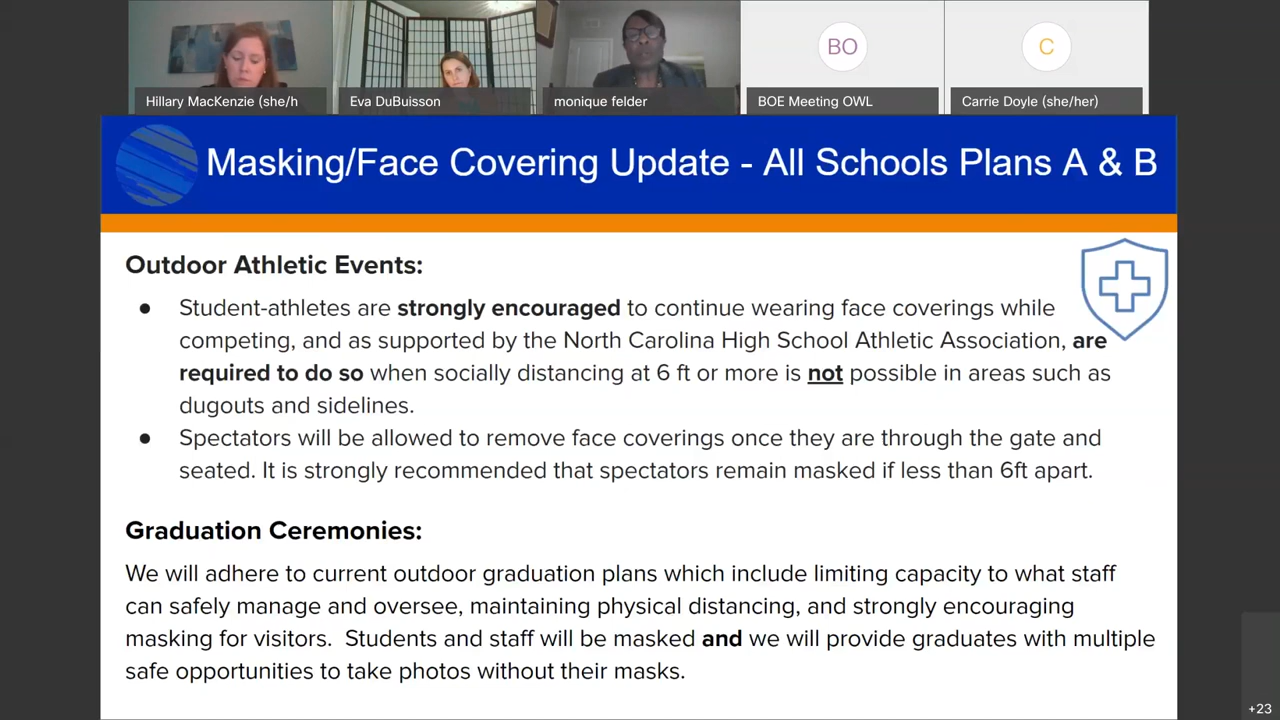 Hillary MacKenzie (she/h
Eva DuBuisson
monique felder
BO
BOE Meeting OWL
C
Carrie Doyle (she/her)
Masking/Face Covering Update - All Schools Plans A & B
Outdoor Athletic Events:
● Student-athletes are strongly encouraged to continue wearing face coverings while
competing, and as supported by the North Carolina High School Athletic Association, are
required to do so when socially distancing at 6 ft or more is not possible in areas such as
dugouts and sidelines.
● Spectators will be allowed to remove face coverings once they are through the gate and
seated. It is strongly recommended that spectators remain masked if less than 6ft apart.
Graduation Ceremonies:
We will adhere to current outdoor graduation plans which include limiting capacity to what staff
can safely manage and oversee, maintaining physical distancing, and strongly encouraging
masking for visitors. Students and staff will be masked and we will provide graduates with multiple
safe opportunities to take photos without their masks.
+23